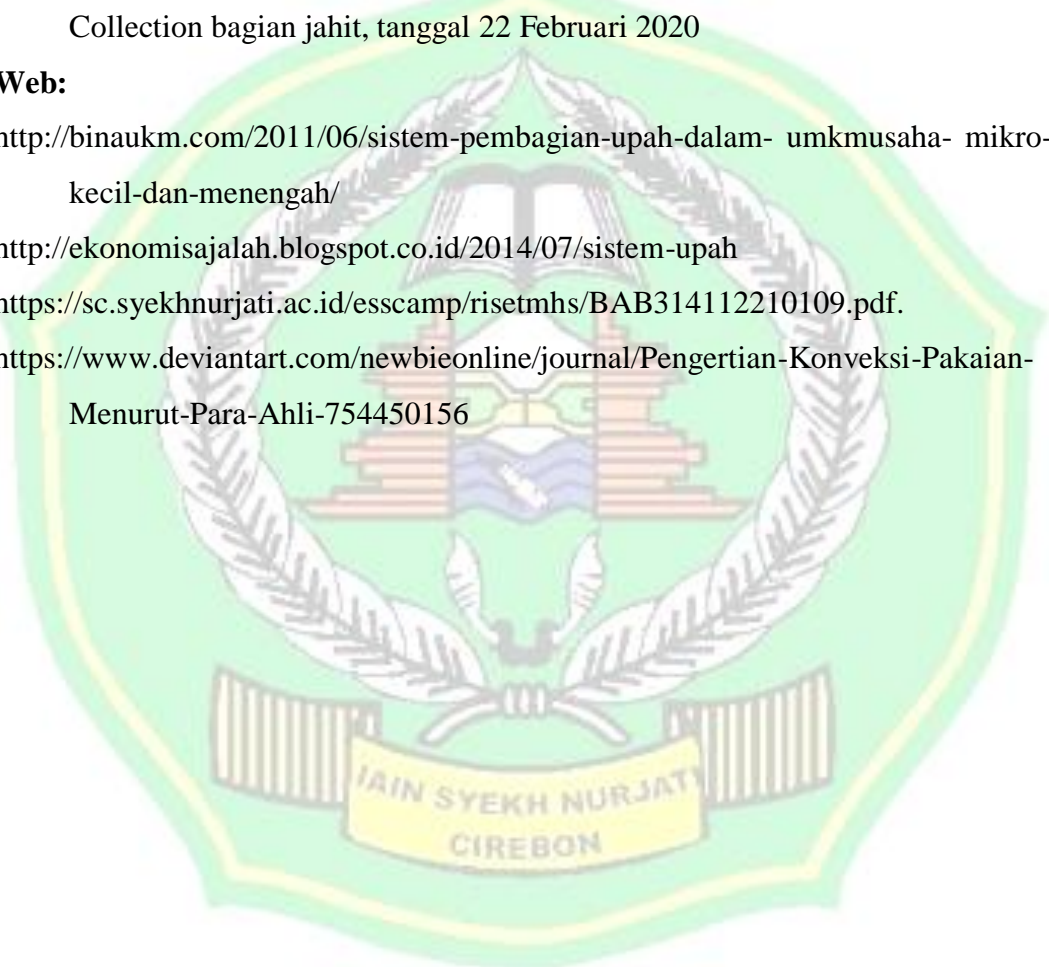 Collection bagian jahit, tanggal 22 Februari 2020
Web:
http://binaukm.com/2011/06/sistem-pembagian-upah-dalam- umkmusaha- mikro-
kecil-dan-menengah/
http://ekonomisajalah.blogspot.co.id/2014/07/sistem-upah
https://sc.syekhnurjati.ac.id/esscamp/risetmhs/BAB314112210109.pdf.
https://www.deviantart.com/newbieonline/journal/Pengertian-Konveksi-Pakaian-
Menurut-Para-Ahli-754450156
IAIN SYEKH NURJATI
CIREBON